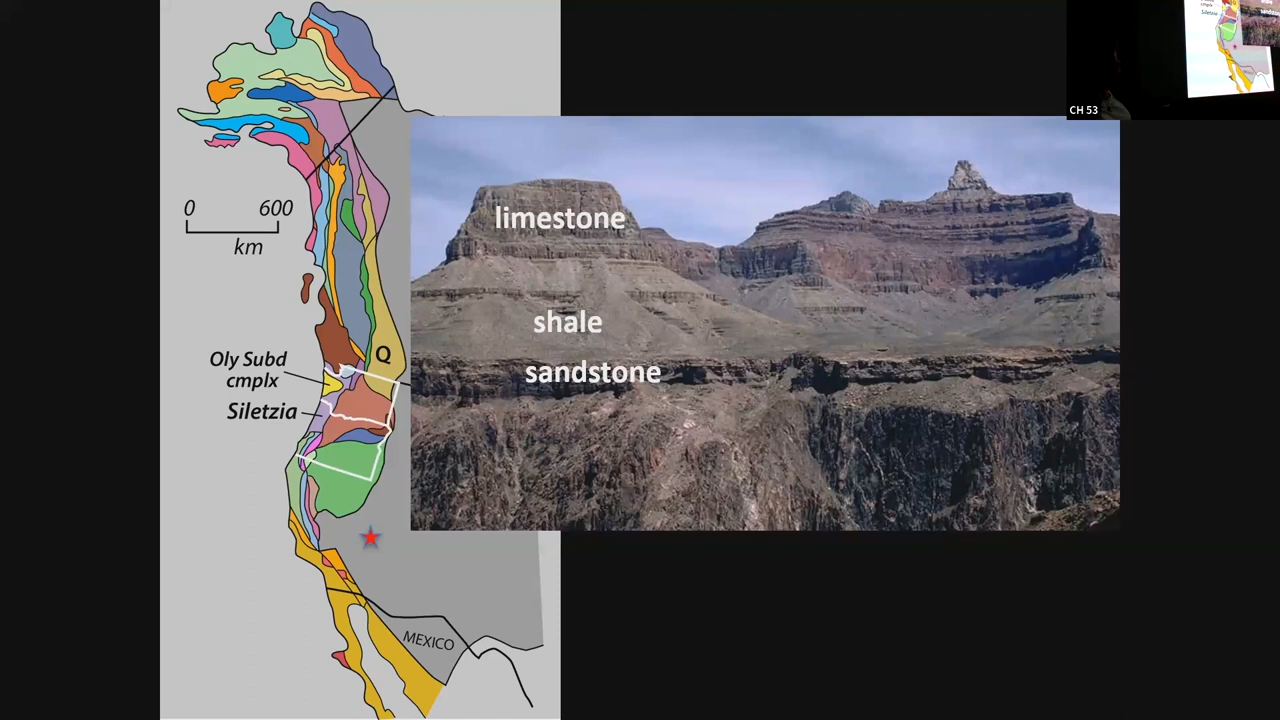 0 600
km
Oly Subd
cmplx
Siletzia
Q
MEXICO
limestone
shale
sandstone
CH 53